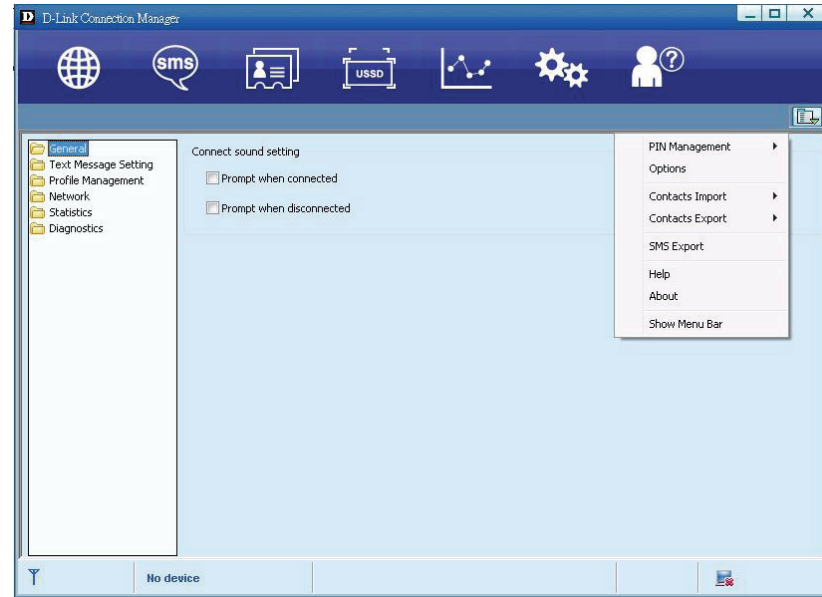 D D-Link Connection Manager
sms
USSD
?
General
Text Message Setting
Profile Management
Network
Statistics
Diagnostics
Connect sound setting
Prompt when connected
Prompt when disconnected
PIN Management
Options
Contacts Import
Contacts Export
SMS Export
Help
About
Show Menu Bar
No device